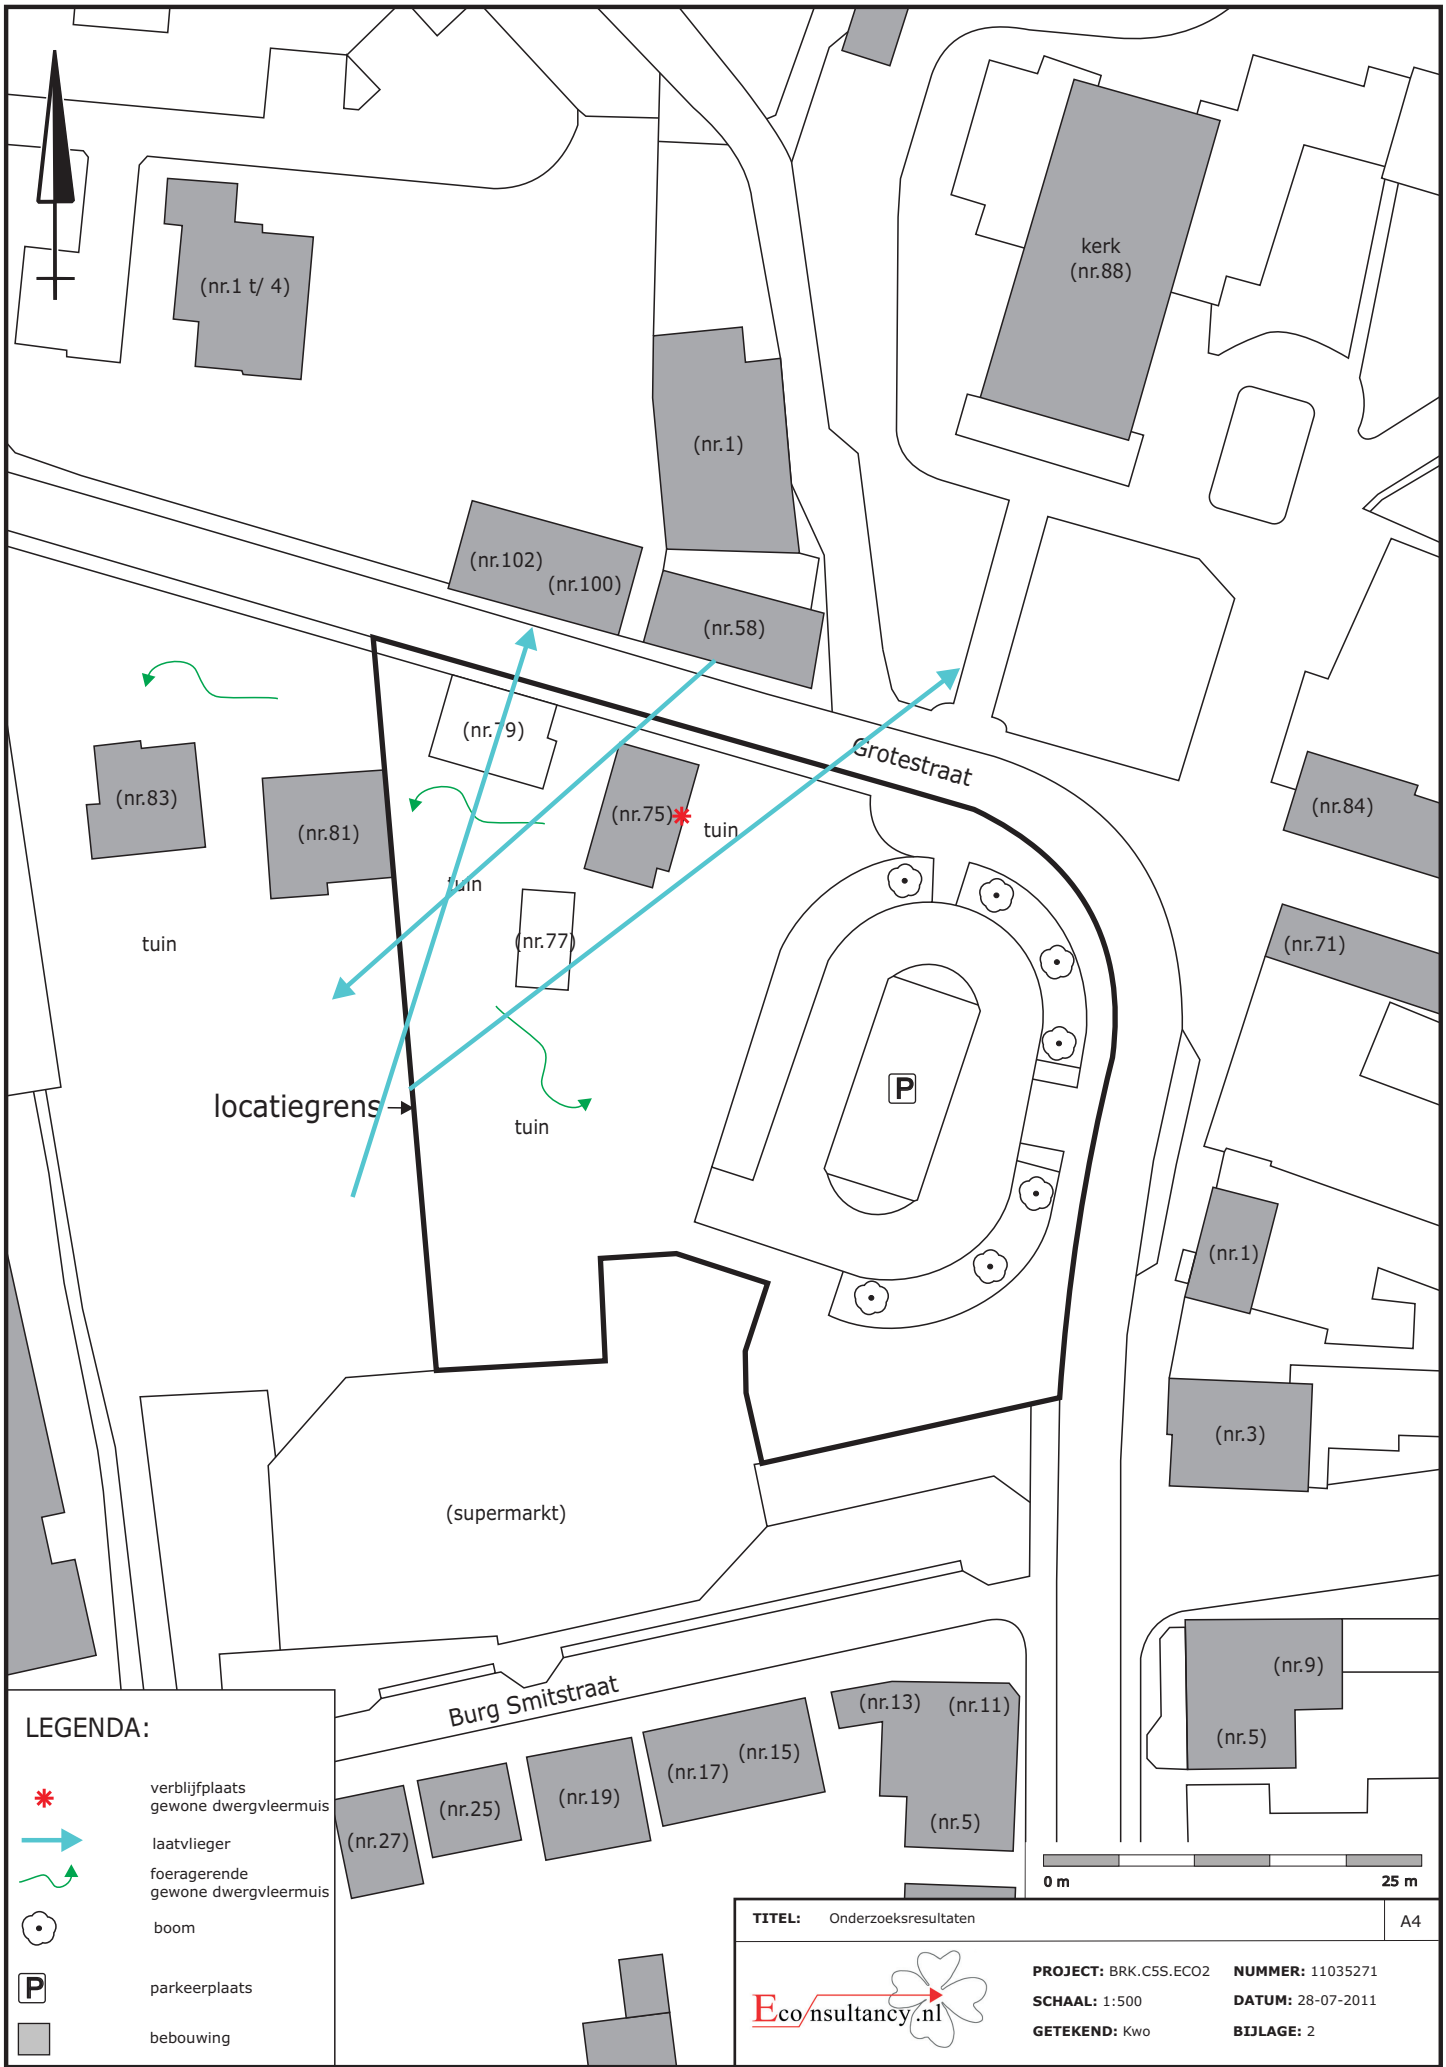 kerk
(nr.88)
(nr.1 t/ 4)
(nr.1)
(nr.102)
(nr.100)
(nr.58)
(nr.79)
Grotestraat
(nr.83)
(nr.81)
(nr.75)
tuin
(nr.84)
tuin
tuin
(nr.77)
(nr.71)
P
locatiegrens
tuin
(nr.1)
(nr.3)
(supermarkt)
Burg Smitstraat
(nr.9)
(nr.5)
(nr.13)
(nr.11)
(nr.15)
(nr.17)
(nr.19)
(nr.25)
(nr.27)
(nr.5)
LEGENDA:
verblijfplaats
gewone dwergvleermuis
laatvlieger
foeragerende
gewone dwergvleermuis
boom
P parkeerplaats
bebouwing
0 m 25 m
TITEL: Onderzoeksresultaten A4
Econsultancy.nl
PROJECT: BRK.C5S.ECO2 NUMMER: 11035271
SCHAAL: 1:500 DATUM: 28-07-2011
GETEKEND: Kwo BIJLAGE: 2